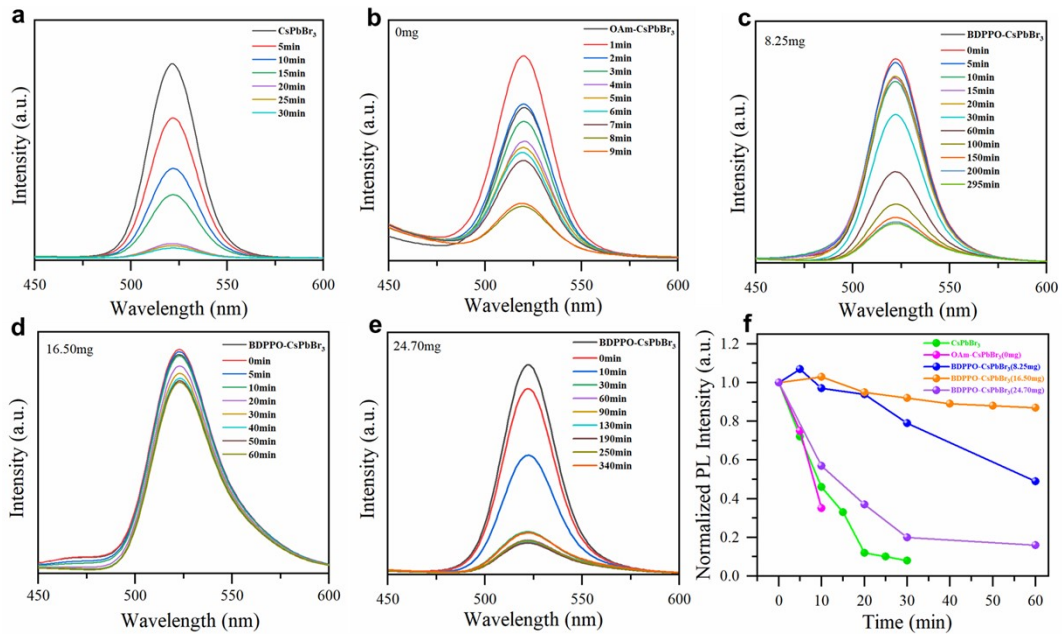 a
CsPbBr₃
5min
10min
15min
20min
25min
30min
Intensity (a.u.)
450 500 550 600
Wavelength (nm)
b
0mg
OAm-CsPbBr₃
1min
2min
3min
4min
5min
6min
7min
8min
9min
Intensity (a.u.)
450 500 550 600
Wavelength (nm)
c
8.25mg
BDPPO-CsPbBr₃
0min
5min
10min
15min
20min
30min
60min
100min
150min
200min
295min
Intensity (a.u.)
450 500 550 600
Wavelength (nm)
d
16.50mg
BDPPO-CsPbBr₃
0min
5min
10min
20min
30min
40min
50min
60min
Intensity (a.u.)
450 500 550 600
Wavelength (nm)
e
24.70mg
BDPPO-CsPbBr₃
0min
10min
30min
60min
90min
130min
190min
250min
340min
Intensity (a.u.)
450 500 550 600
Wavelength (nm)
f
CsPbBr₃
OAm-CsPbBr₃(0mg)
BDPPO-CsPbBr₃(8.25mg)
BDPPO-CsPbBr₃(16.50mg)
BDPPO-CsPbBr₃(24.70mg)
Normalized PL Intensity (a.u.)
1.2
1.0
0.8
0.6
0.4
0.2
0.0
0 10 20 30 40 50 60
Time (min)